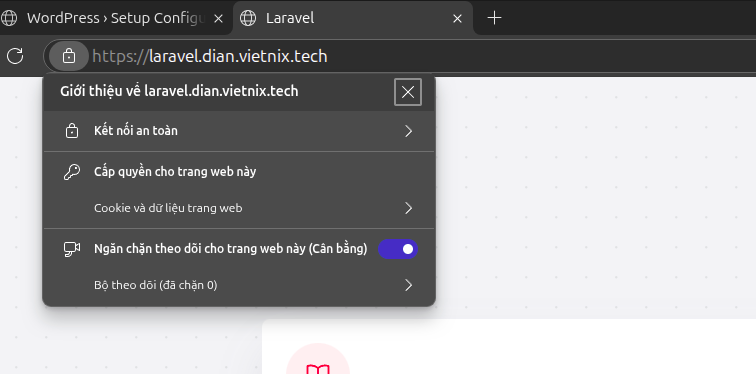 WordPress › Setup Configu
Laravel
https://laravel.dian.vietnix.tech
Giới thiệu về laravel.dian.vietnix.tech
Kết nối an toàn
Cấp quyền cho trang web này
Cookie và dữ liệu trang web
Ngăn chặn theo dõi cho trang web này (Cân bằng)
Bộ theo dõi (đã chặn 0)